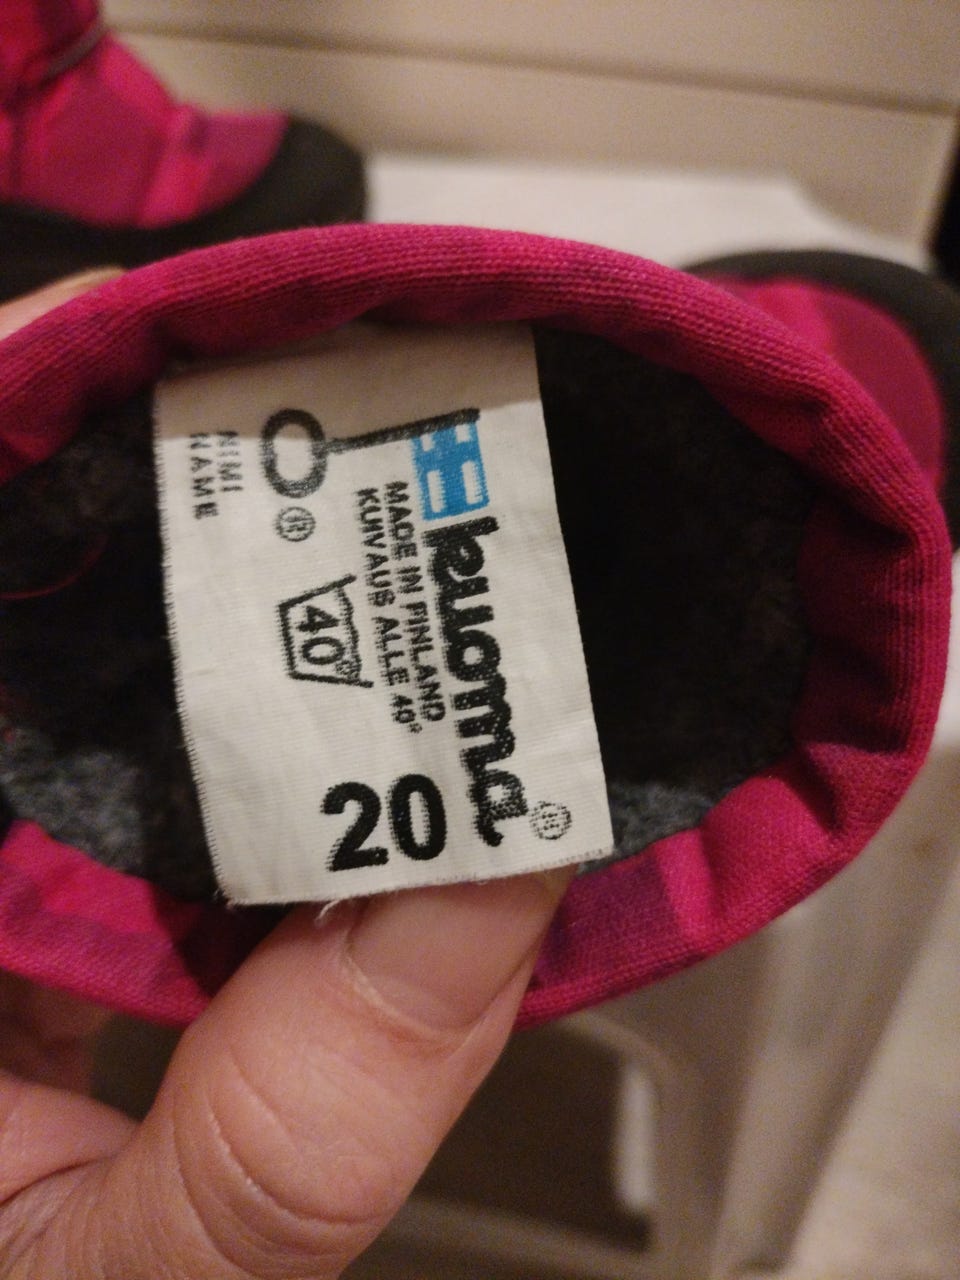 kuoma®
MADE IN FINLAND
KUIVAUS ALLE 40°
40°
®
NIMI
NAME
20